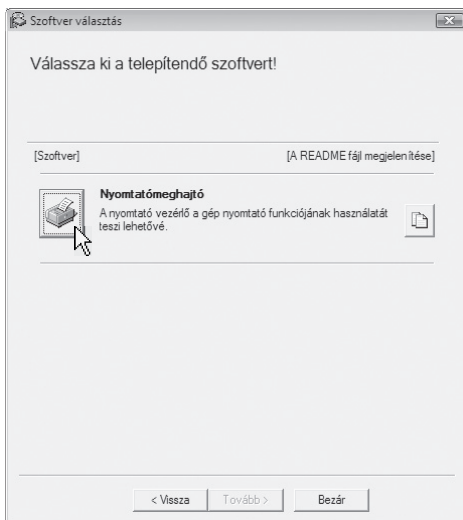 Szoftver választás
Válassza ki a telepítendő szoftvert!
[Szoftver] [A README fájl megjelenítése]
Nyomtatómeghajtó
A nyomtató vezérlő a gép nyomtató funkciójának használatát
teszi lehetővé.
< Vissza Tovább > Bezár